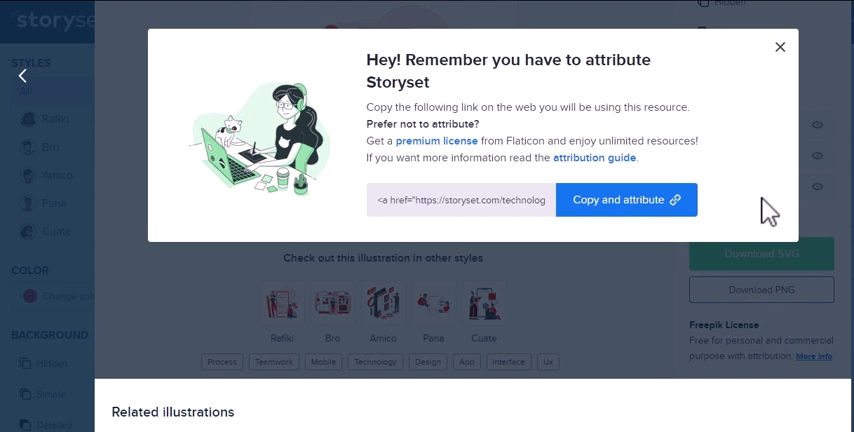 Hidden
storyse
Hey! Remember you have to attribute
Storyset
Copy the following link on the web you will be using this resource.
Prefer not to attribute?
Get a premium license from Flaticon and enjoy unlimited resources!
If you want more information read the attribution guide.
<a href="https://storyset.com/technolog
Copy and attribute
STYLES
All
Rafiki
Bro
Amico
Pana
Cuate
COLOR
Change colo
BACKGROUND
Hidden
Simple
Detailed
Check out this illustration in other styles
Rafiki Bro Amico Pana Cuate
Process Teamwork Mobile Technology Design App Interface Ux
Download SVG
Download PNG
Freepik License
Free for personal and commercial
purpose with attribution. More info
Related illustrations